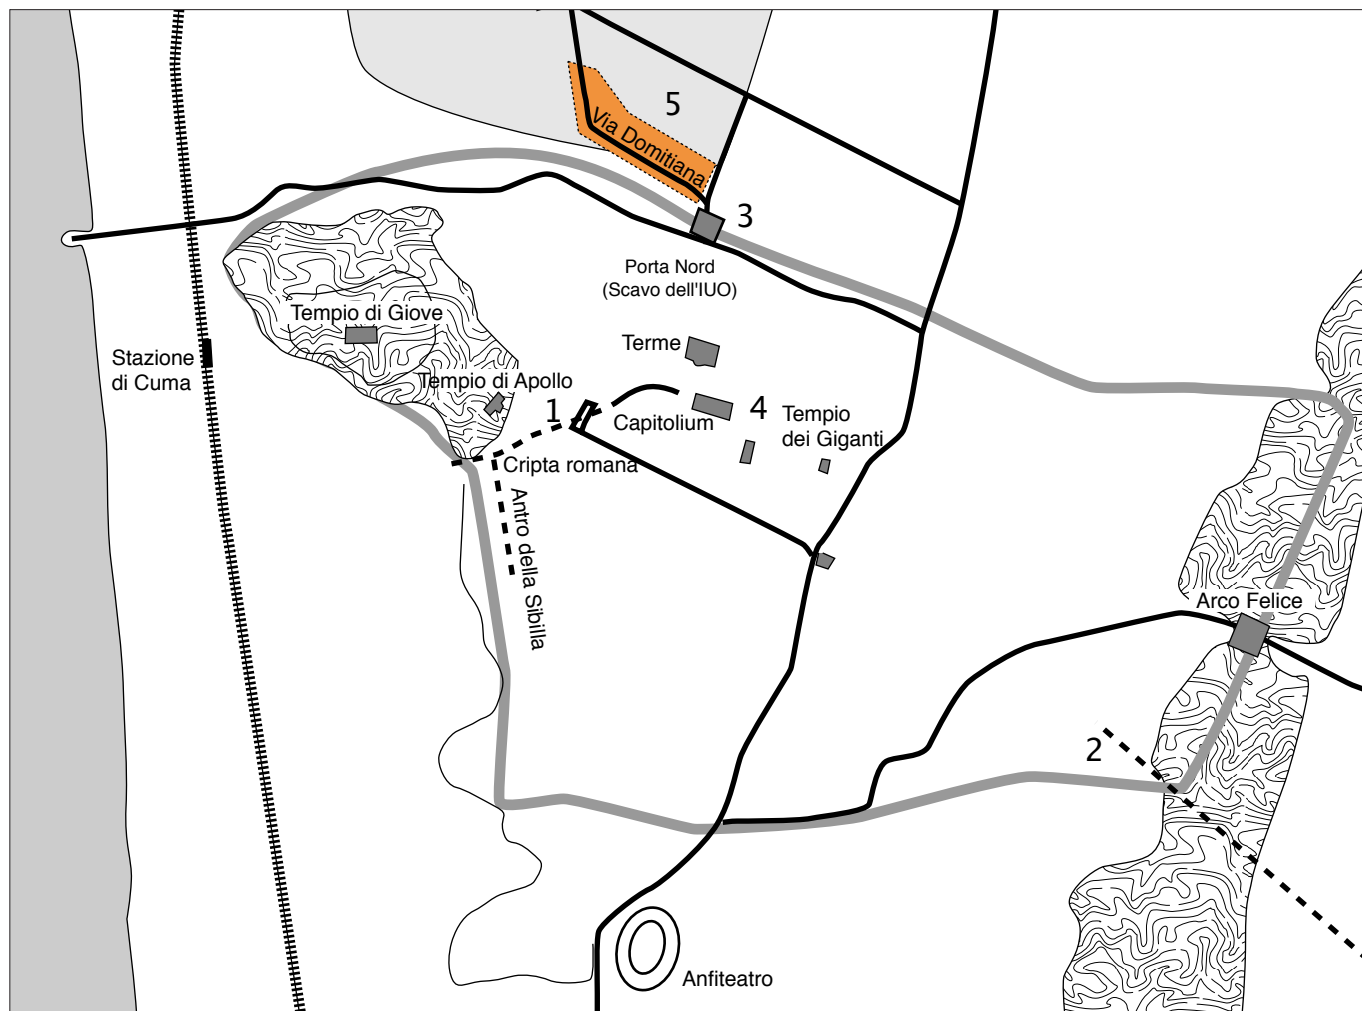 5
Via Domitiana
3
Porta Nord
(Scavo dell'IUO)
Tempio di Giove
Terme
Stazione
di Cuma
Tempio di Apollo
1
4
Capitolium
Tempio
dei Giganti
Cripta romana
Antro della Sibilla
Arco Felice
2
Anfiteatro